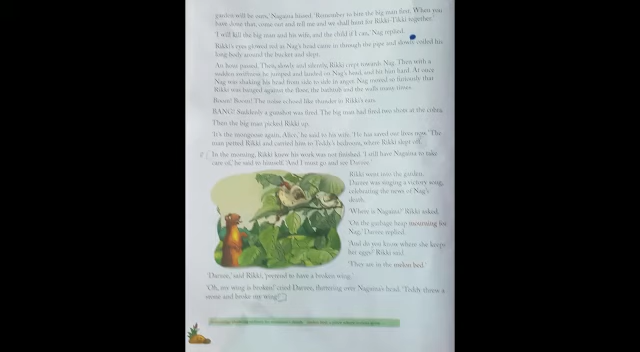 garden will be ours,' Nagaina hissed. 'Remember to bite the big man first. When you
have done that, come out and tell me and we shall hunt for Rikki-Tikki together.'
'I will kill the big man and his wife, and the child if I can,' Nag replied.
Rikki's eyes glowed red as Nag's head came in through the pipe and slowly coiled his
long body around the bucket and slept.
An hour passed. Then, slowly and silently, Rikki crept towards Nag. Then with a
sudden swiftness he jumped and landed on Nag's head, and bit him hard. At once
Nag was shaking his head from side to side in anger. Nag moved so furiously that
Rikki was banged against the floor, the bathtub and the walls many times.
Boom! Boom! The noise echoed like thunder in Rikki's ears.
BANG! Suddenly a gunshot was fired. The big man had fired two shots at the cobra.
Then the big man picked Rikki up.
'It's the mongoose again, Alice,' he said to his wife. 'He has saved our lives now.' The
man petted Rikki and carried him to Teddy's bedroom, where Rikki slept off.
In the morning, Rikki knew his work was not finished. 'I still have Nagaina to take
care of,' he said to himself. 'And I must go and see Darzee.'
Rikki went into the garden.
Darzee was singing a victory song,
celebrating the news of Nag's
death.
'Where is Nagaina?' Rikki asked.
'On the garbage heap mourning for
Nag,' Darzee replied.
'And do you know where she keeps
her eggs?' Rikki said.
'They are in the melon bed.'
'Darzee,' said Rikki, 'pretend to have a broken wing.'
'Oh, my wing is broken!' cried Darzee, fluttering over Nagaina's head. 'Teddy threw a
stone and broke my wing.'